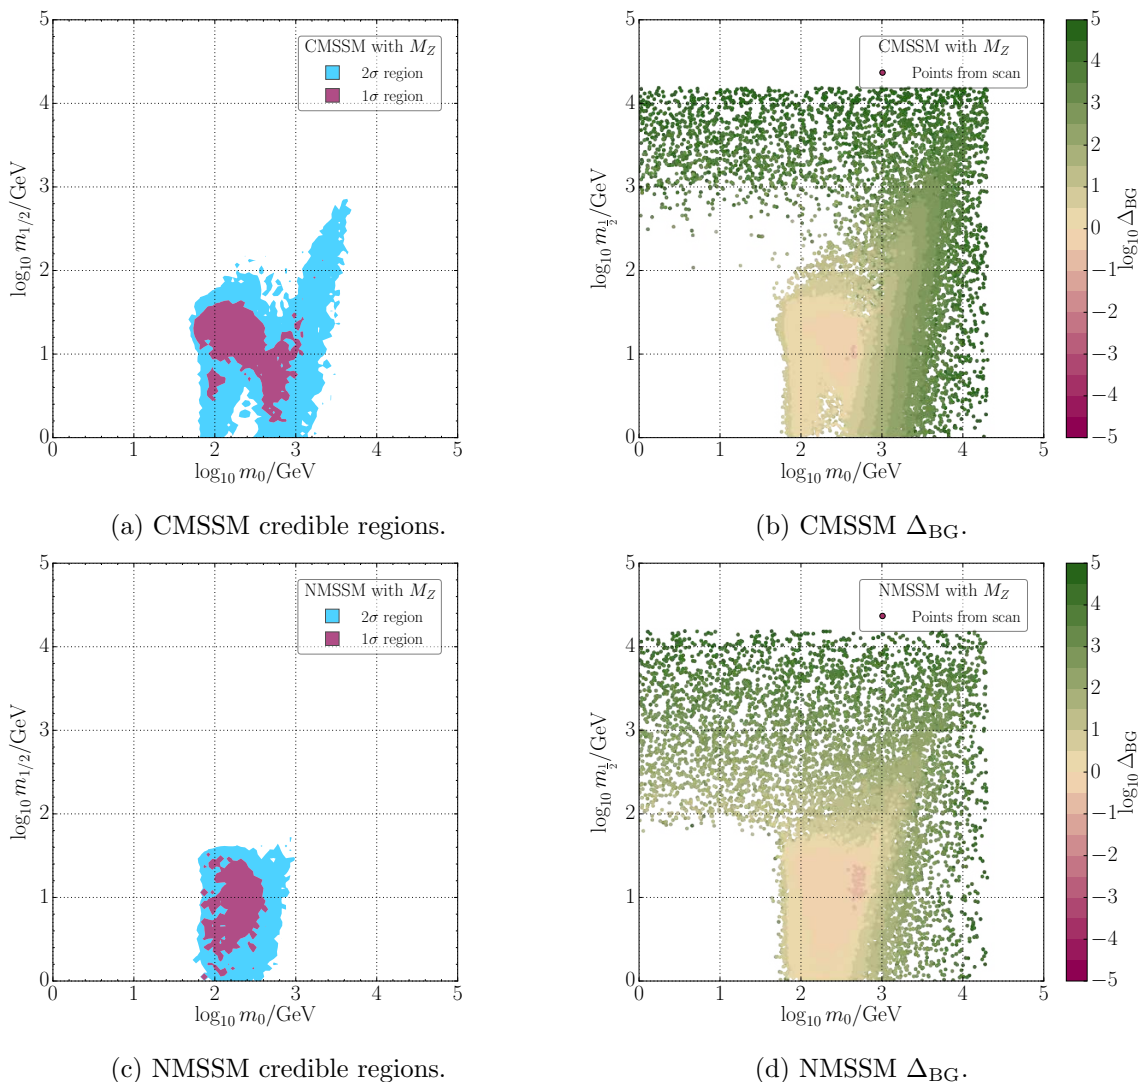 CMSSM with M_Z
2σ region
1σ region
5
4
3
2
1
0
log10 m1/2/GeV
0 1 2 3 4 5
log10 m0/GeV
(a) CMSSM credible regions.
CMSSM with M_Z
Points from scan
5
4
3
2
1
0
log10 m½/GeV
0 1 2 3 4 5
log10 m0/GeV
5
4
3
2
1
0
−1
−2
−3
−4
−5
log10 ΔBG
(b) CMSSM ΔBG.
NMSSM with M_Z
2σ region
1σ region
5
4
3
2
1
0
log10 m1/2/GeV
0 1 2 3 4 5
log10 m0/GeV
(c) NMSSM credible regions.
NMSSM with M_Z
Points from scan
5
4
3
2
1
0
log10 m½/GeV
0 1 2 3 4 5
log10 m0/GeV
5
4
3
2
1
0
−1
−2
−3
−4
−5
log10 ΔBG
(d) NMSSM ΔBG.